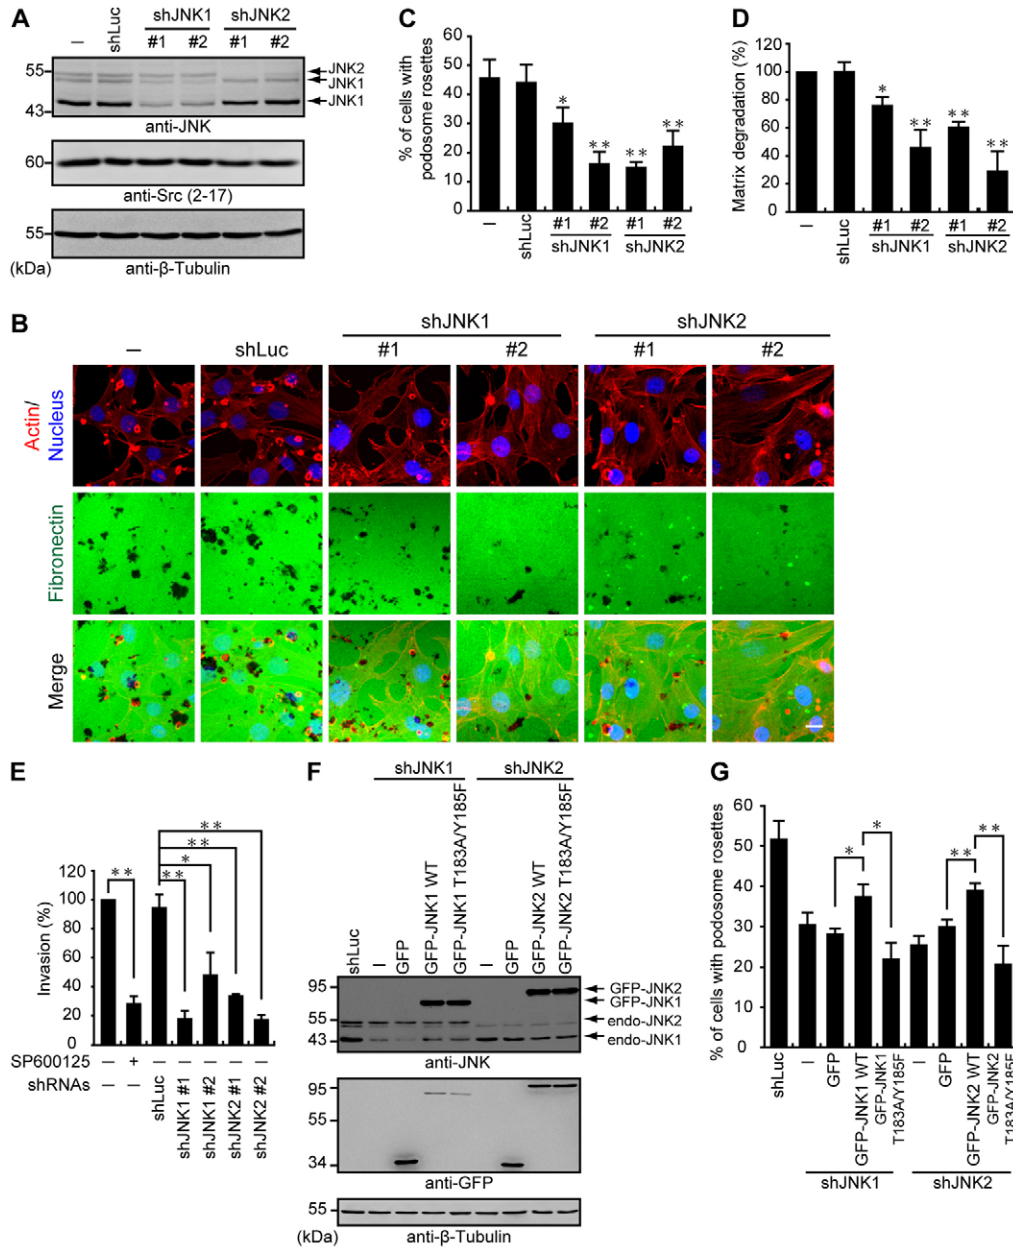 A
shJNK1 shJNK2
– shLuc #1 #2 #1 #2
55
43
JNK2
JNK1
JNK1
anti-JNK
60
anti-Src (2-17)
55
(kDa)
anti-β-Tubulin
C
% of cells with
podosome rosettes
60
50
40
30
20
10
0
* ** ** **
– shLuc #1 #2 #1 #2
shJNK1 shJNK2
D
Matrix degradation (%)
120
100
80
60
40
20
0
* ** ** **
– shLuc #1 #2 #1 #2
shJNK1 shJNK2
B
shJNK1 shJNK2
– shLuc #1 #2 #1 #2
Actin/
Nucleus
Fibronectin
Merge
E
Invasion (%)
120
100
80
60
40
20
0
**
**
*
**
**
SP600125 – + – – – – –
shRNAs – – shLuc shJNK1 #1 shJNK1 #2 shJNK2 #1 shJNK2 #2
F
shJNK1 shJNK2
shLuc – GFP GFP-JNK1 WT GFP-JNK1 T183A/Y185F – GFP GFP-JNK2 WT GFP-JNK2 T183A/Y185F
95
55
43
GFP-JNK2
GFP-JNK1
endo-JNK2
endo-JNK1
anti-JNK
95
55
34
anti-GFP
55
(kDa)
anti-β-Tubulin
G
% of cells with podosome rosettes
60
50
40
30
20
10
0
* * ** **
shLuc – GFP GFP-JNK1 WT GFP-JNK1 T183A/Y185F – GFP GFP-JNK2 WT GFP-JNK2 T183A/Y185F
shJNK1 shJNK2